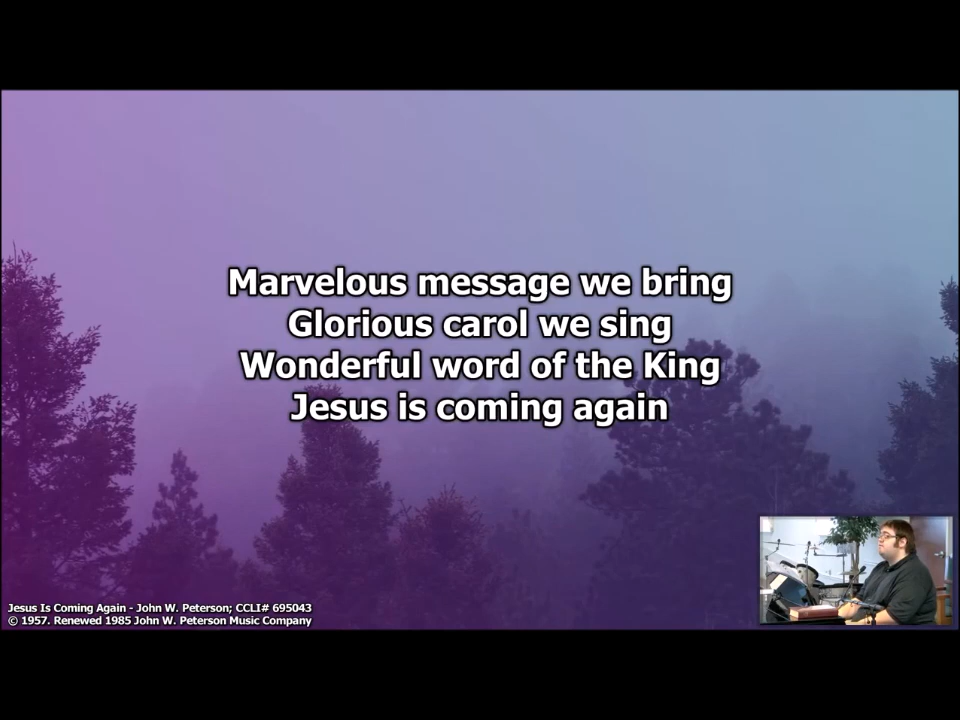 Marvelous message we bring
Glorious carol we sing
Wonderful word of the King
Jesus is coming again
Jesus Is Coming Again - John W. Peterson; CCLI# 695043
© 1957. Renewed 1985 John W. Peterson Music Company